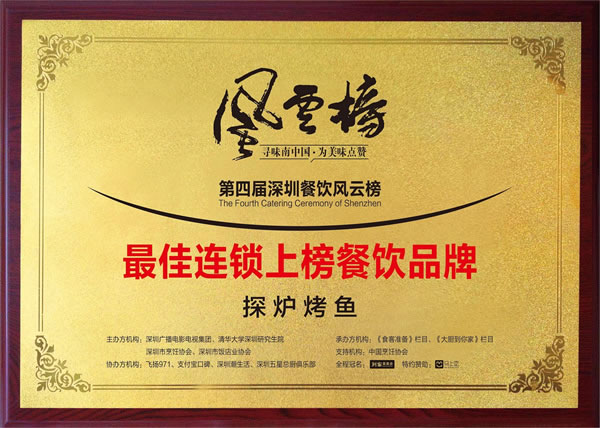 風雲榜
寻味南中国·为美味点赞
第四届深圳餐饮风云榜
The Fourth Catering Ceremony of Shenzhen
最佳连锁上榜餐饮品牌
探炉烤鱼
主办方机构：深圳广播电影电视集团、清华大学深圳研究生院
深圳市烹饪协会、深圳市饭店业协会
协办方机构：飞扬971、支付宝口碑、深圳潮生活、深圳五星总厨俱乐部
承办方机构：《食客准备》栏目、《大厨到你家》栏目
支持机构：中国烹饪协会
全程冠名：
特约赞助：